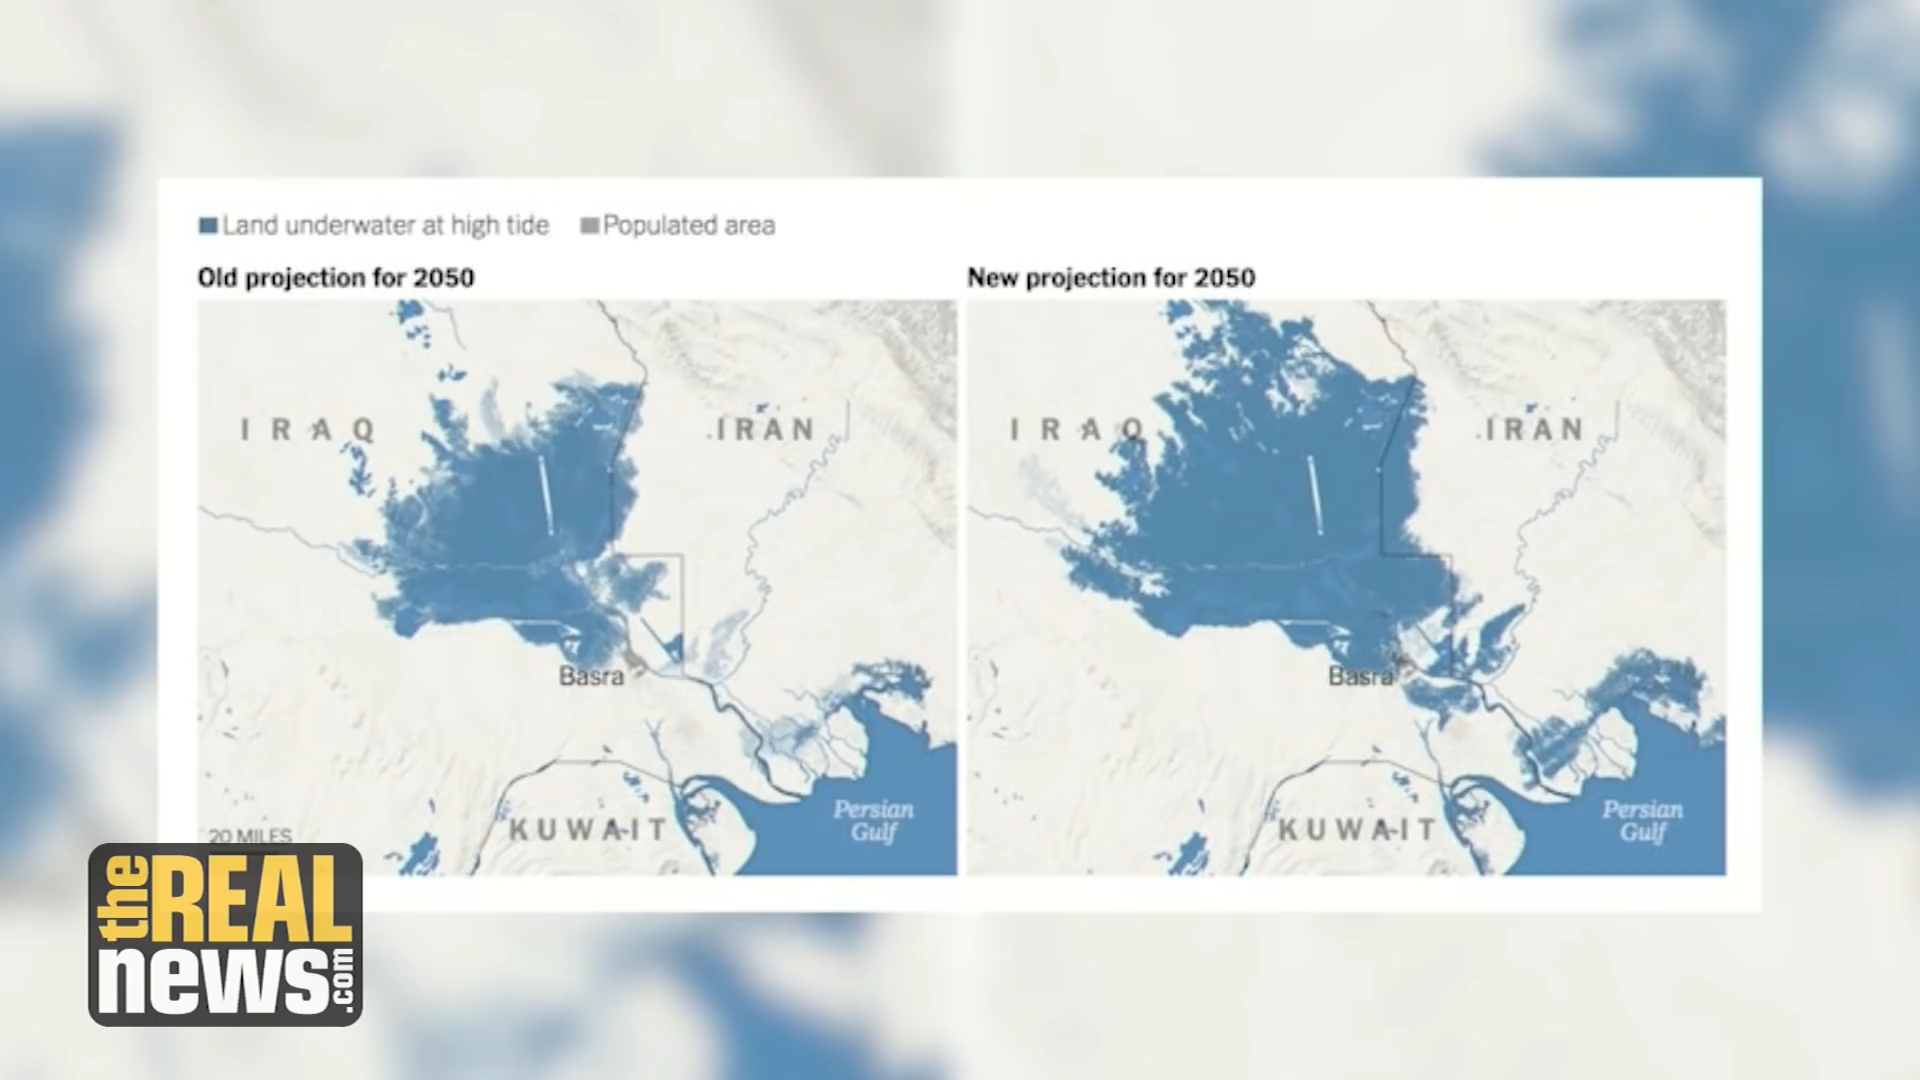 Land underwater at high tide Populated area
Old projection for 2050
New projection for 2050
IRAQ
IRAN
Basra
KUWAIT
Persian
Gulf
20 MILES
IRAQ
IRAN
Basra
KUWAIT
Persian
Gulf
the REAL
news.com